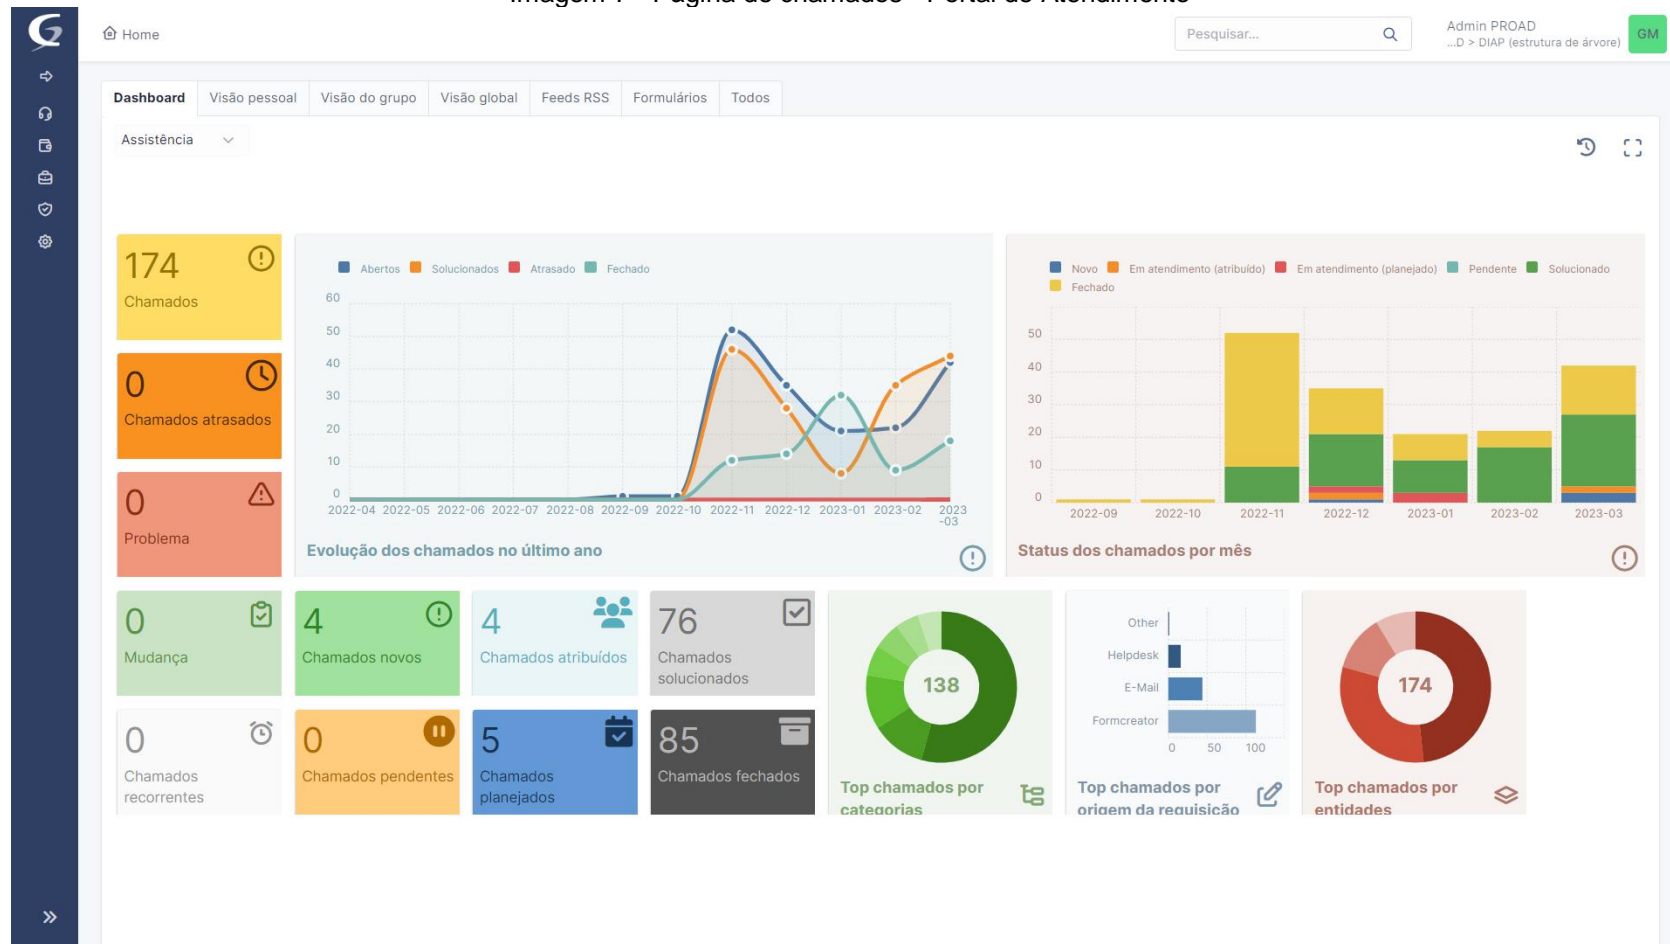 Home
Pesquisar...
Admin PROAD
...D > DIAP (estrutura de árvore)
GM
Dashboard Visão pessoal Visão do grupo Visão global Feeds RSS Formulários Todos
Assistência
174
Chamados
0
Chamados atrasados
0
Problema
Abertos Solucionados Atrasado Fechado
60
50
40
30
20
10
0
2022-04 2022-05 2022-06 2022-07 2022-08 2022-09 2022-10 2022-11 2022-12 2023-01 2023-02 2023
-03
Evolução dos chamados no último ano
Novo Em atendimento (atribuído) Em atendimento (planejado) Pendente Solucionado
Fechado
50
40
30
20
10
0
2022-09 2022-10 2022-11 2022-12 2023-01 2023-02 2023-03
Status dos chamados por mês
0
Mudança
4
Chamados novos
4
Chamados atribuídos
76
Chamados
solucionados
0
Chamados
recorrentes
0
Chamados pendentes
5
Chamados
planejados
85
Chamados fechados
138
Top chamados por
categorias
Other
Helpdesk
E-Mail
Formcreator
0 50 100
Top chamados por
origem da requisição
174
Top chamados por
entidades